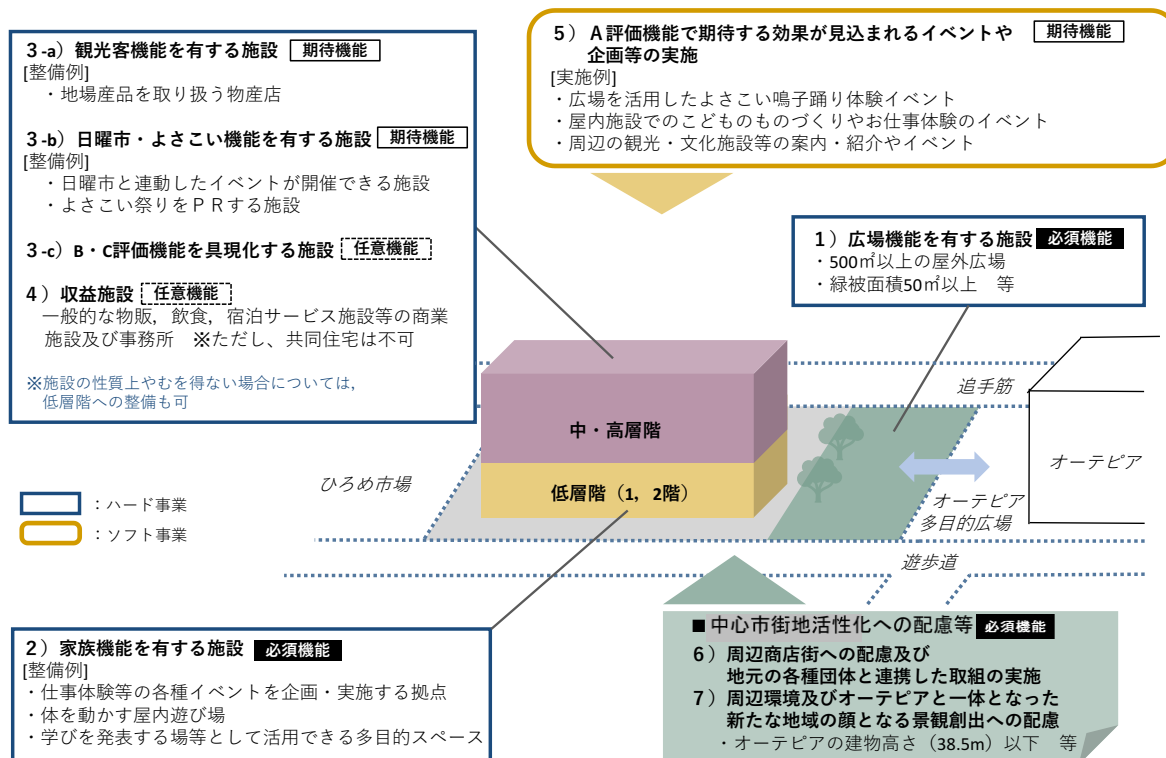 3-a）観光客機能を有する施設 期待機能
[整備例]
・地場産品を取り扱う物産店
3-b）日曜市・よさこい機能を有する施設 期待機能
[整備例]
・日曜市と連動したイベントが開催できる施設
・よさこい祭りをＰＲする施設
3-c）B・C評価機能を具現化する施設 任意機能
4）収益施設 任意機能
一般的な物販，飲食，宿泊サービス施設等の商業
施設及び事務所　※ただし、共同住宅は不可
※施設の性質上やむを得ない場合については，
低層階への整備も可
5）A評価機能で期待する効果が見込まれるイベントや 期待機能
企画等の実施
[実施例]
・広場を活用したよさこい鳴子踊り体験イベント
・屋内施設でのこどものものづくりやお仕事体験のイベント
・周辺の観光・文化施設等の案内・紹介やイベント
1）広場機能を有する施設 必須機能
・500㎡以上の屋外広場
・緑被面積50㎡以上　等
追手筋
中・高層階
オーテピア
ひろめ市場
低層階（1，2階）
オーテピア
多目的広場
遊歩道
：ハード事業
：ソフト事業
2）家族機能を有する施設 必須機能
[整備例]
・仕事体験等の各種イベントを企画・実施する拠点
・体を動かす屋内遊び場
・学びを発表する場等として活用できる多目的スペース
■中心市街地活性化への配慮等 必須機能
6）周辺商店街への配慮及び
地元の各種団体と連携した取組の実施
7）周辺環境及びオーテピアと一体となった
新たな地域の顔となる景観創出への配慮
・オーテピアの建物高さ（38.5m）以下　等